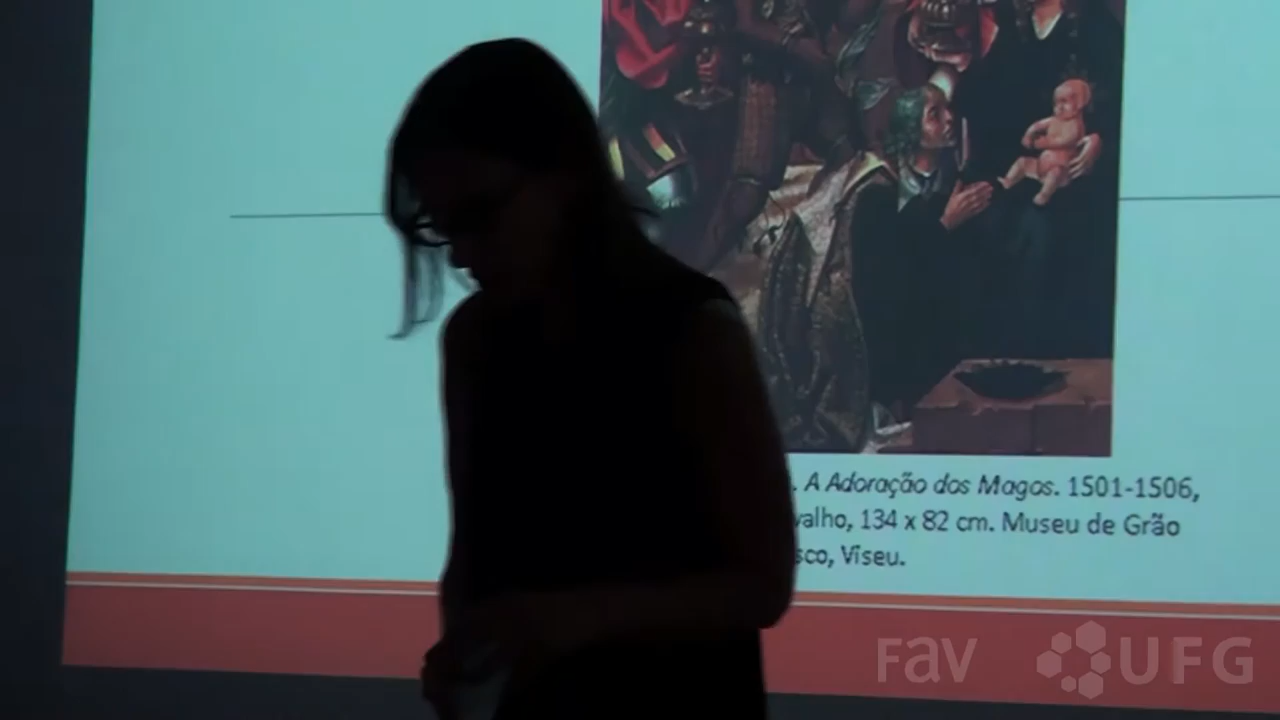 . A Adoração dos Magos. 1501-1506,
valho, 134 x 82 cm. Museu de Grão
sco, Viseu.
FAV UFG